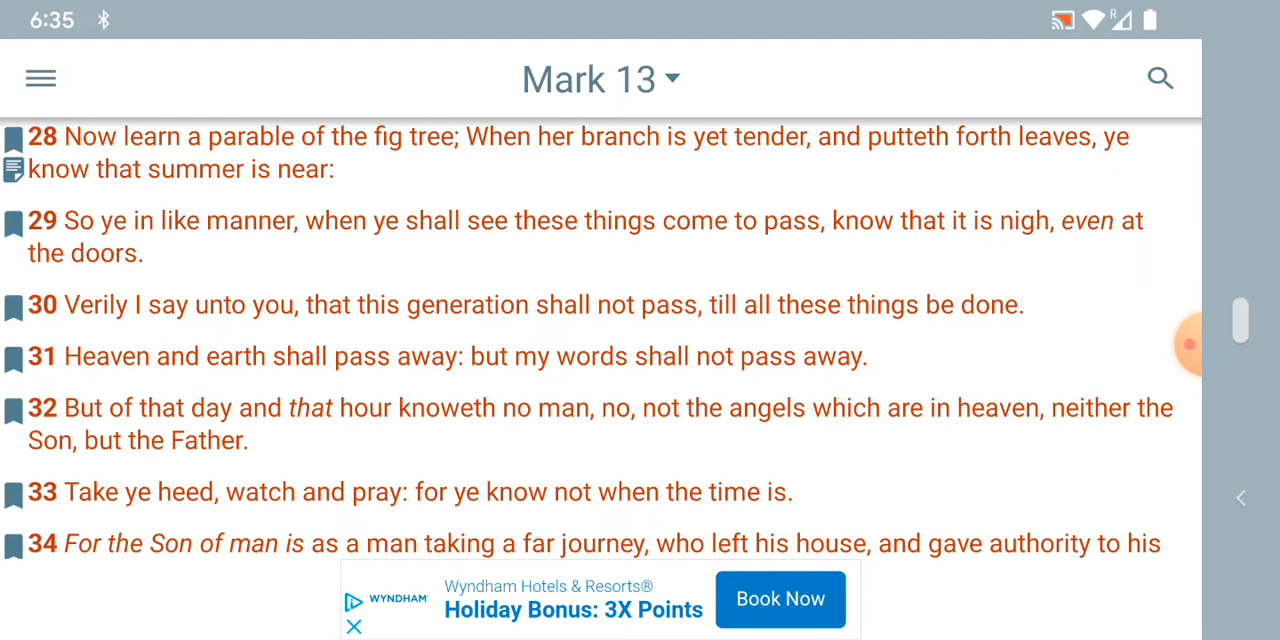 6:35
R
Mark 13
28 Now learn a parable of the fig tree; When her branch is yet tender, and putteth forth leaves, ye
know that summer is near:
29 So ye in like manner, when ye shall see these things come to pass, know that it is nigh, even at
the doors.
30 Verily I say unto you, that this generation shall not pass, till all these things be done.
31 Heaven and earth shall pass away: but my words shall not pass away.
32 But of that day and that hour knoweth no man, no, not the angels which are in heaven, neither the
Son, but the Father.
33 Take ye heed, watch and pray: for ye know not when the time is.
34 For the Son of man is as a man taking a far journey, who left his house, and gave authority to his
WYNDHAM
Wyndham Hotels & Resorts®
Holiday Bonus: 3X Points
Book Now